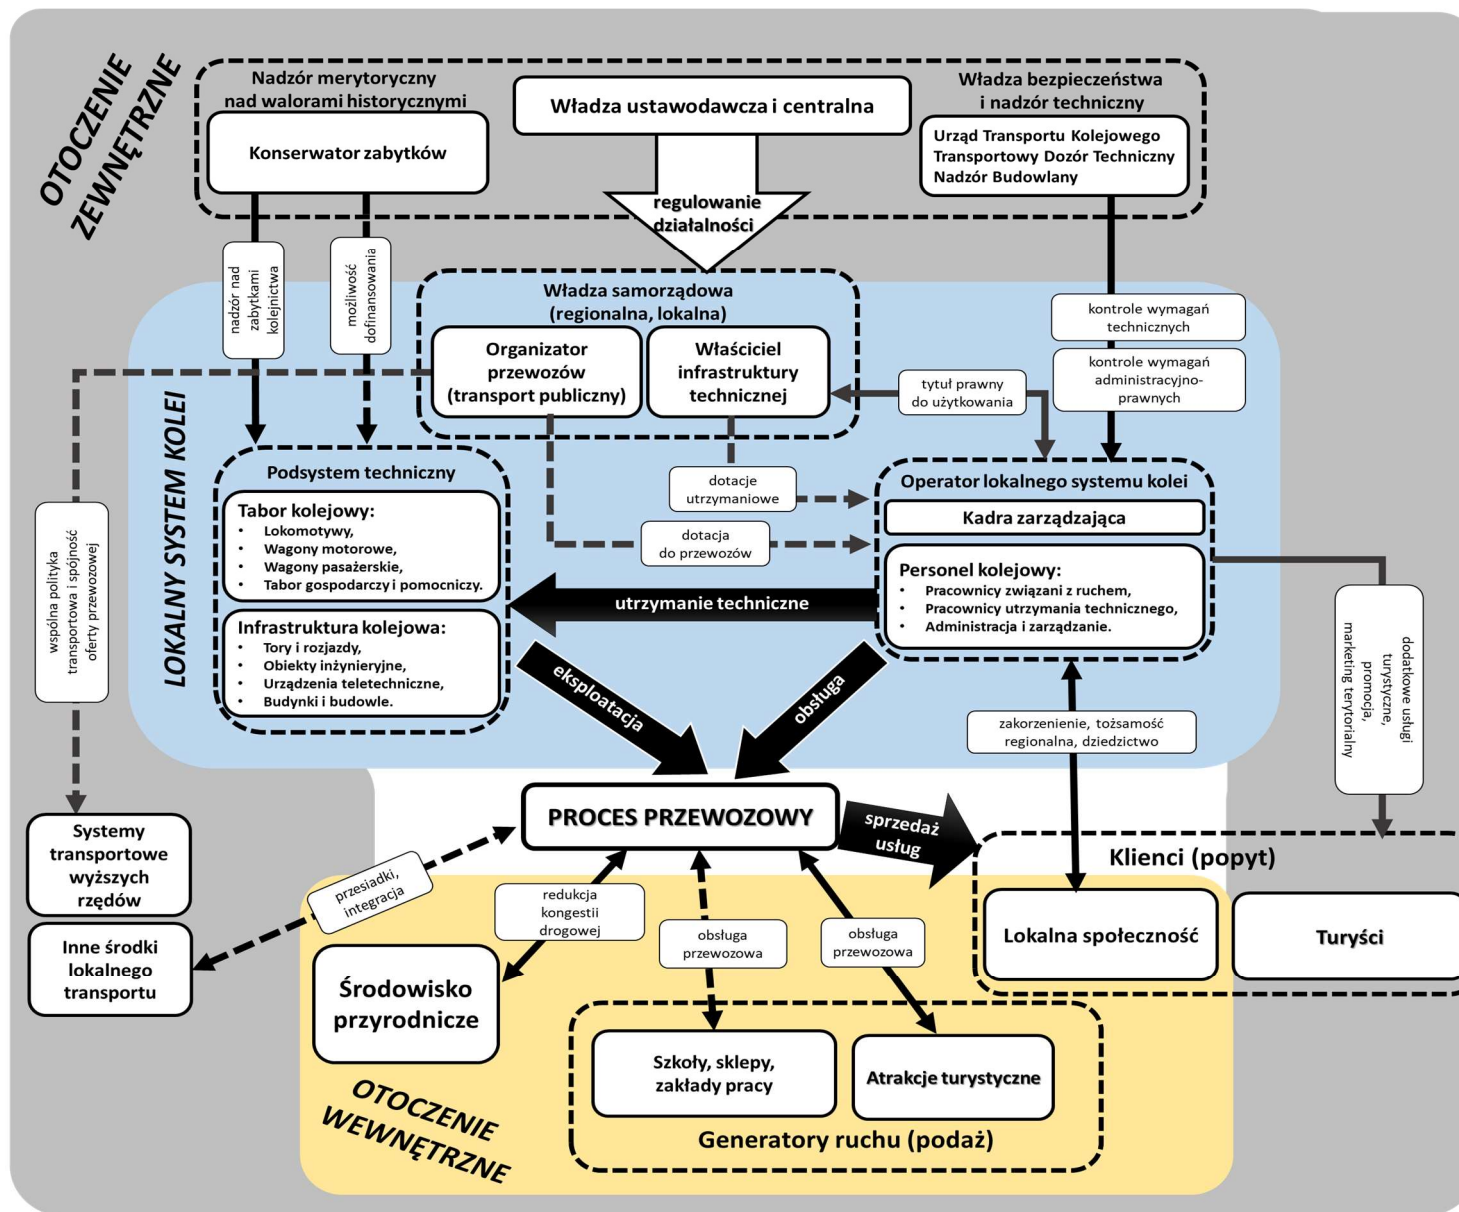 OTOCZENIE
ZEWNĘTRZNE
Nadzór merytoryczny
nad walorami historycznymi
Konserwator zabytków
Władza ustawodawcza i centralna
Władza bezpieczeństwa
i nadzór techniczny
Urząd Transportu Kolejowego
Transportowy Dozór Techniczny
Nadzór Budowlany
regulowanie
działalności
nadzór nad
zabytkami
kolejnictwa
możliwość
dofinansowania
kontrole wymagań
technicznych
kontrole wymagań
administracyjno-
prawnych
Władza samorządowa
(regionalna, lokalna)
Organizator
przewozów
(transport publiczny)
Właściciel
infrastruktury
technicznej
tytuł prawny
do użytkowania
LOKALNY SYSTEM KOLEI
Podsystem techniczny
Tabor kolejowy:
• Lokomotywy,
• Wagony motorowe,
• Wagony pasażerskie,
• Tabor gospodarczy i pomocniczy.
Infrastruktura kolejowa:
• Tory i rozjazdy,
• Obiekty inżynieryjne,
• Urządzenia teletechniczne,
• Budynki i budowle.
dotacje
utrzymaniowe
dotacja
do przewozów
Operator lokalnego systemu kolei
Kadra zarządzająca
Personel kolejowy:
• Pracownicy związani z ruchem,
• Pracownicy utrzymania technicznego,
• Administracja i zarządzanie.
utrzymanie techniczne
eksploatacja
obsługa
wspólna polityka
transportowa i spójność
oferty przewozowej
zakorzenienie, tożsamość
regionalna, dziedzictwo
dodatkowe usługi
turystyczne,
promocja,
marketing terytorialny
PROCES PRZEWOZOWY
sprzedaż
usług
Systemy
transportowe
wyższych
rzędów
Inne środki
lokalnego
transportu
przesiadki,
integracja
redukcja
kongestii
drogowej
obsługa
przewozowa
obsługa
przewozowa
Klienci (popyt)
Lokalna społeczność
Turyści
Środowisko
przyrodnicze
Szkoły, sklepy,
zakłady pracy
Atrakcje turystyczne
Generatory ruchu (podaż)
OTOCZENIE
WEWNĘTRZNE